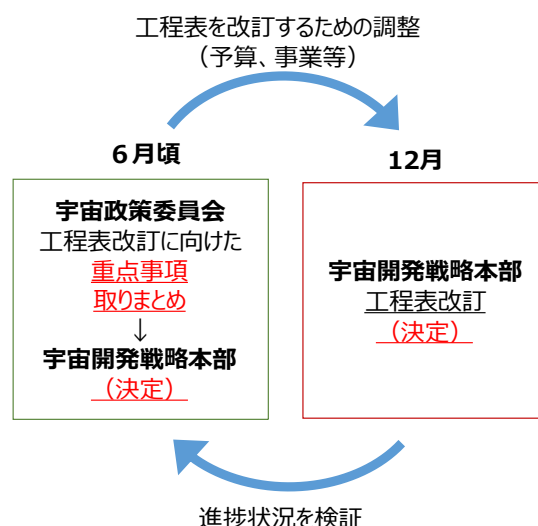 工程表を改訂するための調整
（予算、事業等）
６月頃
12月
宇宙政策委員会
工程表改訂に向けた
重点事項
取りまとめ
↓
宇宙開発戦略本部
（決定）
宇宙開発戦略本部
工程表改訂
（決定）
進捗状況を検証